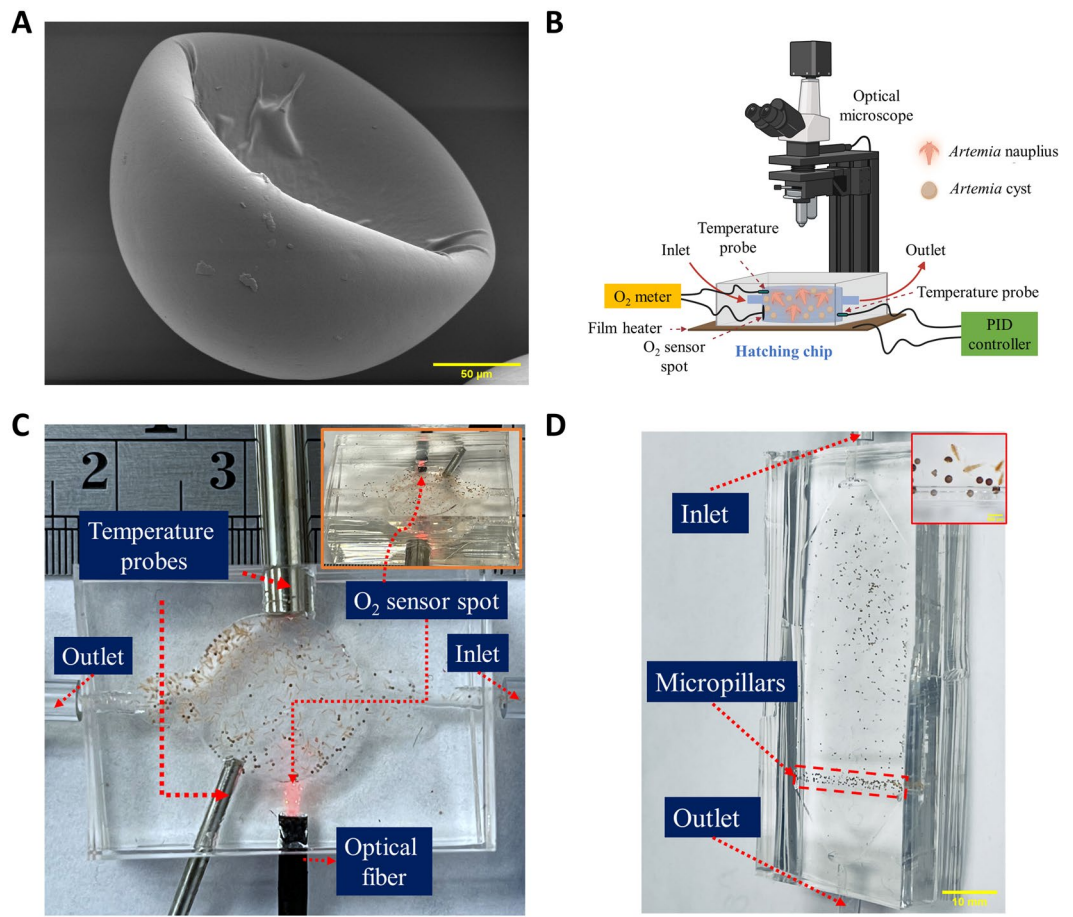 A
50 µm
B
Optical
microscope
Artemia nauplius
Artemia cyst
Temperature
probe
Inlet
Outlet
O2 meter
Temperature probe
Film heater
O2 sensor
spot
Hatching chip
PID
controller
C
1
2
3
Temperature
probes
O2 sensor spot
Outlet
Inlet
Optical
fiber
D
Inlet
Micropillars
Outlet
10 mm